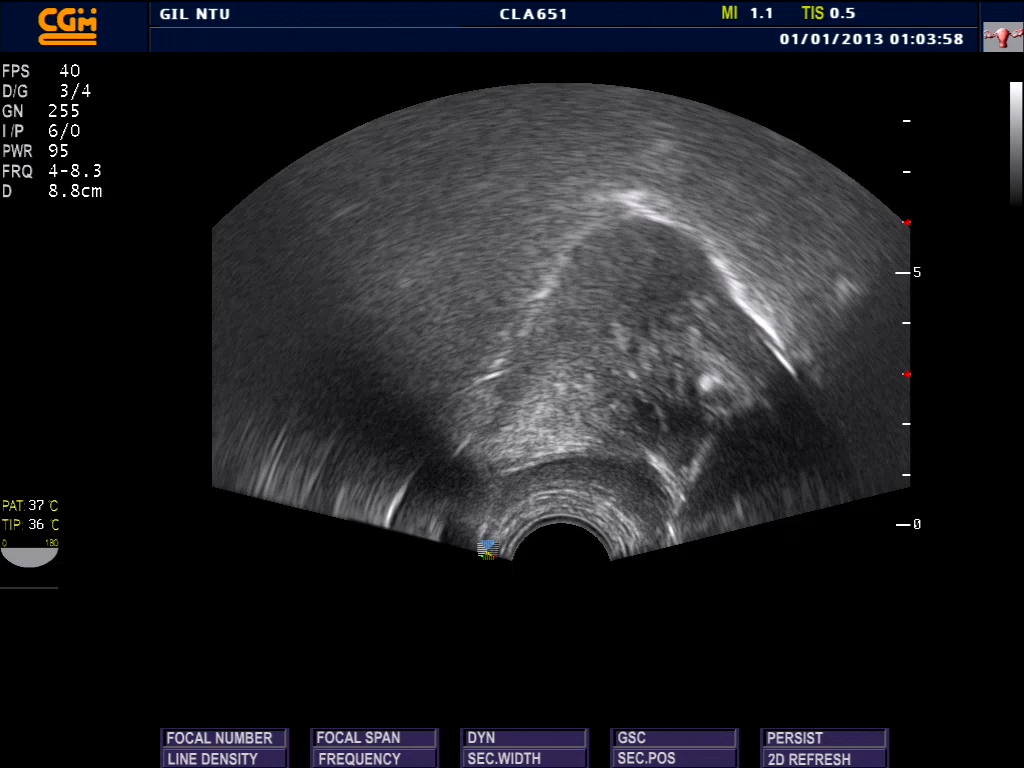 CGM
GIL NTU CLA651 MI 1.1 TIS 0.5
01/01/2013 01:03:58
FPS 40
D/G 3/4
GN 255
I/P 6/0
PWR 95
FRQ 4-8.3
D 8.8cm
5
PAT: 37 °C
TIP: 36 °C
0 180
0
FOCAL NUMBER FOCAL SPAN DYN GSC PERSIST
LINE DENSITY FREQUENCY SEC.WIDTH SEC.POS 2D REFRESH